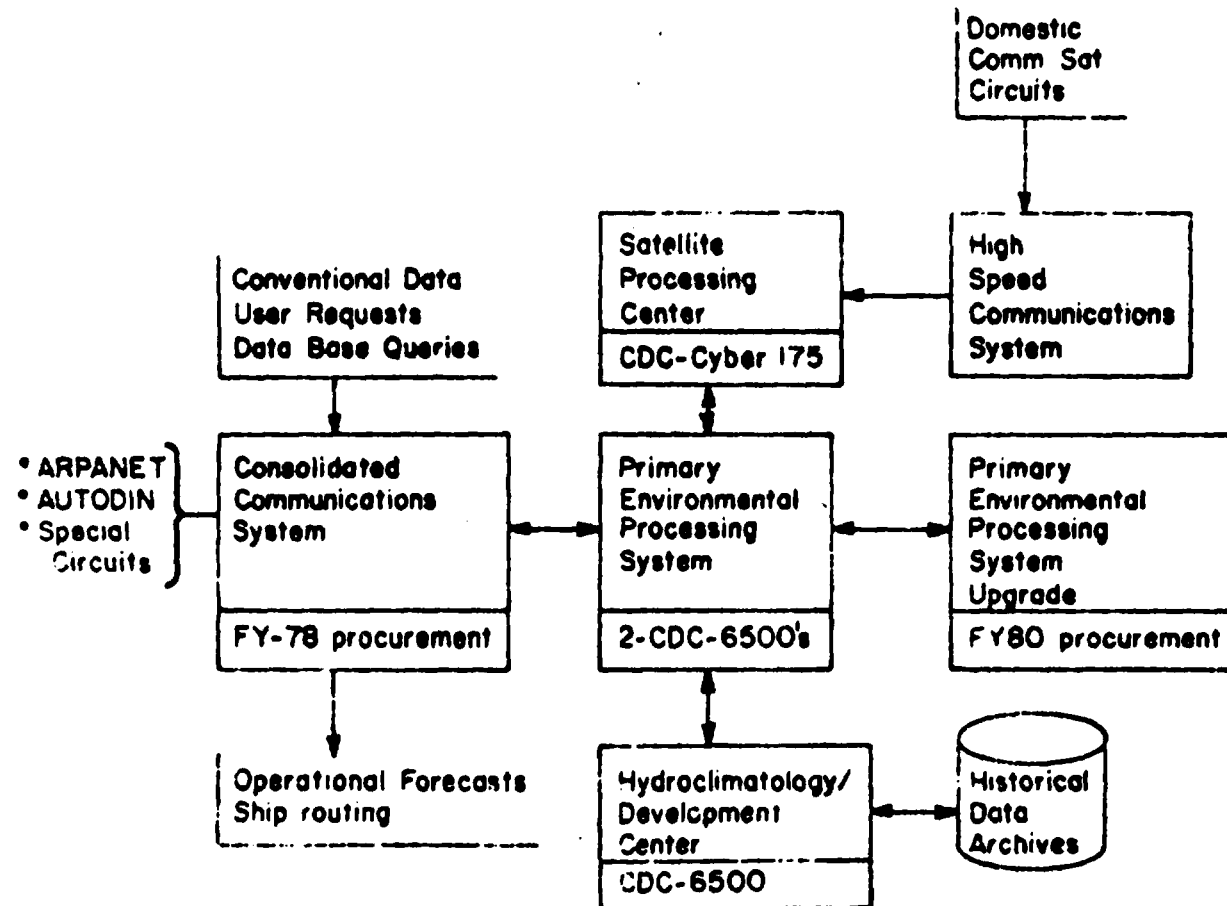 Domestic
Comm Sat
Circuits
Satellite
Processing
Center
CDC-Cyber 175
High
Speed
Communications
System
Conventional Data
User Requests
Data Base Queries
• ARPANET
• AUTODIN
• Special
Circuits
Consolidated
Communications
System
FY-78 procurement
Primary
Environmental
Processing
System
2-CDC-6500's
Primary
Environmental
Processing
System
Upgrade
FY80 procurement
Operational Forecasts
Ship routing
Hydroclimatology/
Development
Center
CDC-6500
Historical
Data
Archives